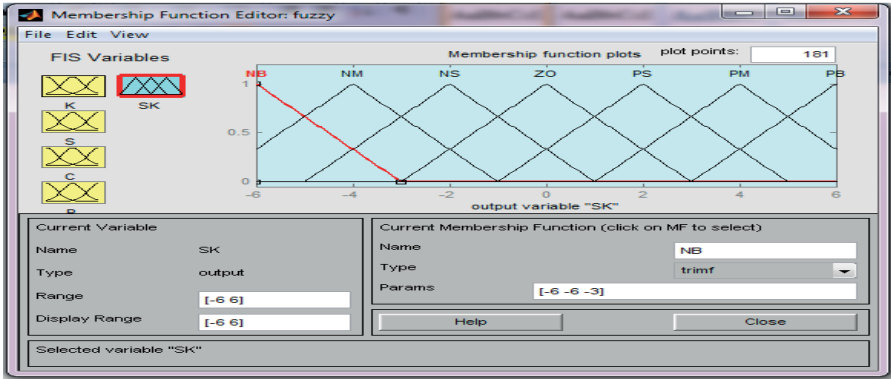 Membership Function Editor: fuzzy
File Edit View
FIS Variables
K
SK
S
C
Membership function plots
plot points:
181
NB NM NS ZO PS PM PB
1
0.5
0
-6 -4 -2 0 2 4 6
output variable "SK"
Current Variable
Name SK
Type output
Range [-6 6]
Display Range [-6 6]
Current Membership Function (click on MF to select)
Name NB
Type trimf
Params [-6 -6 -3]
Help Close
Selected variable "SK"